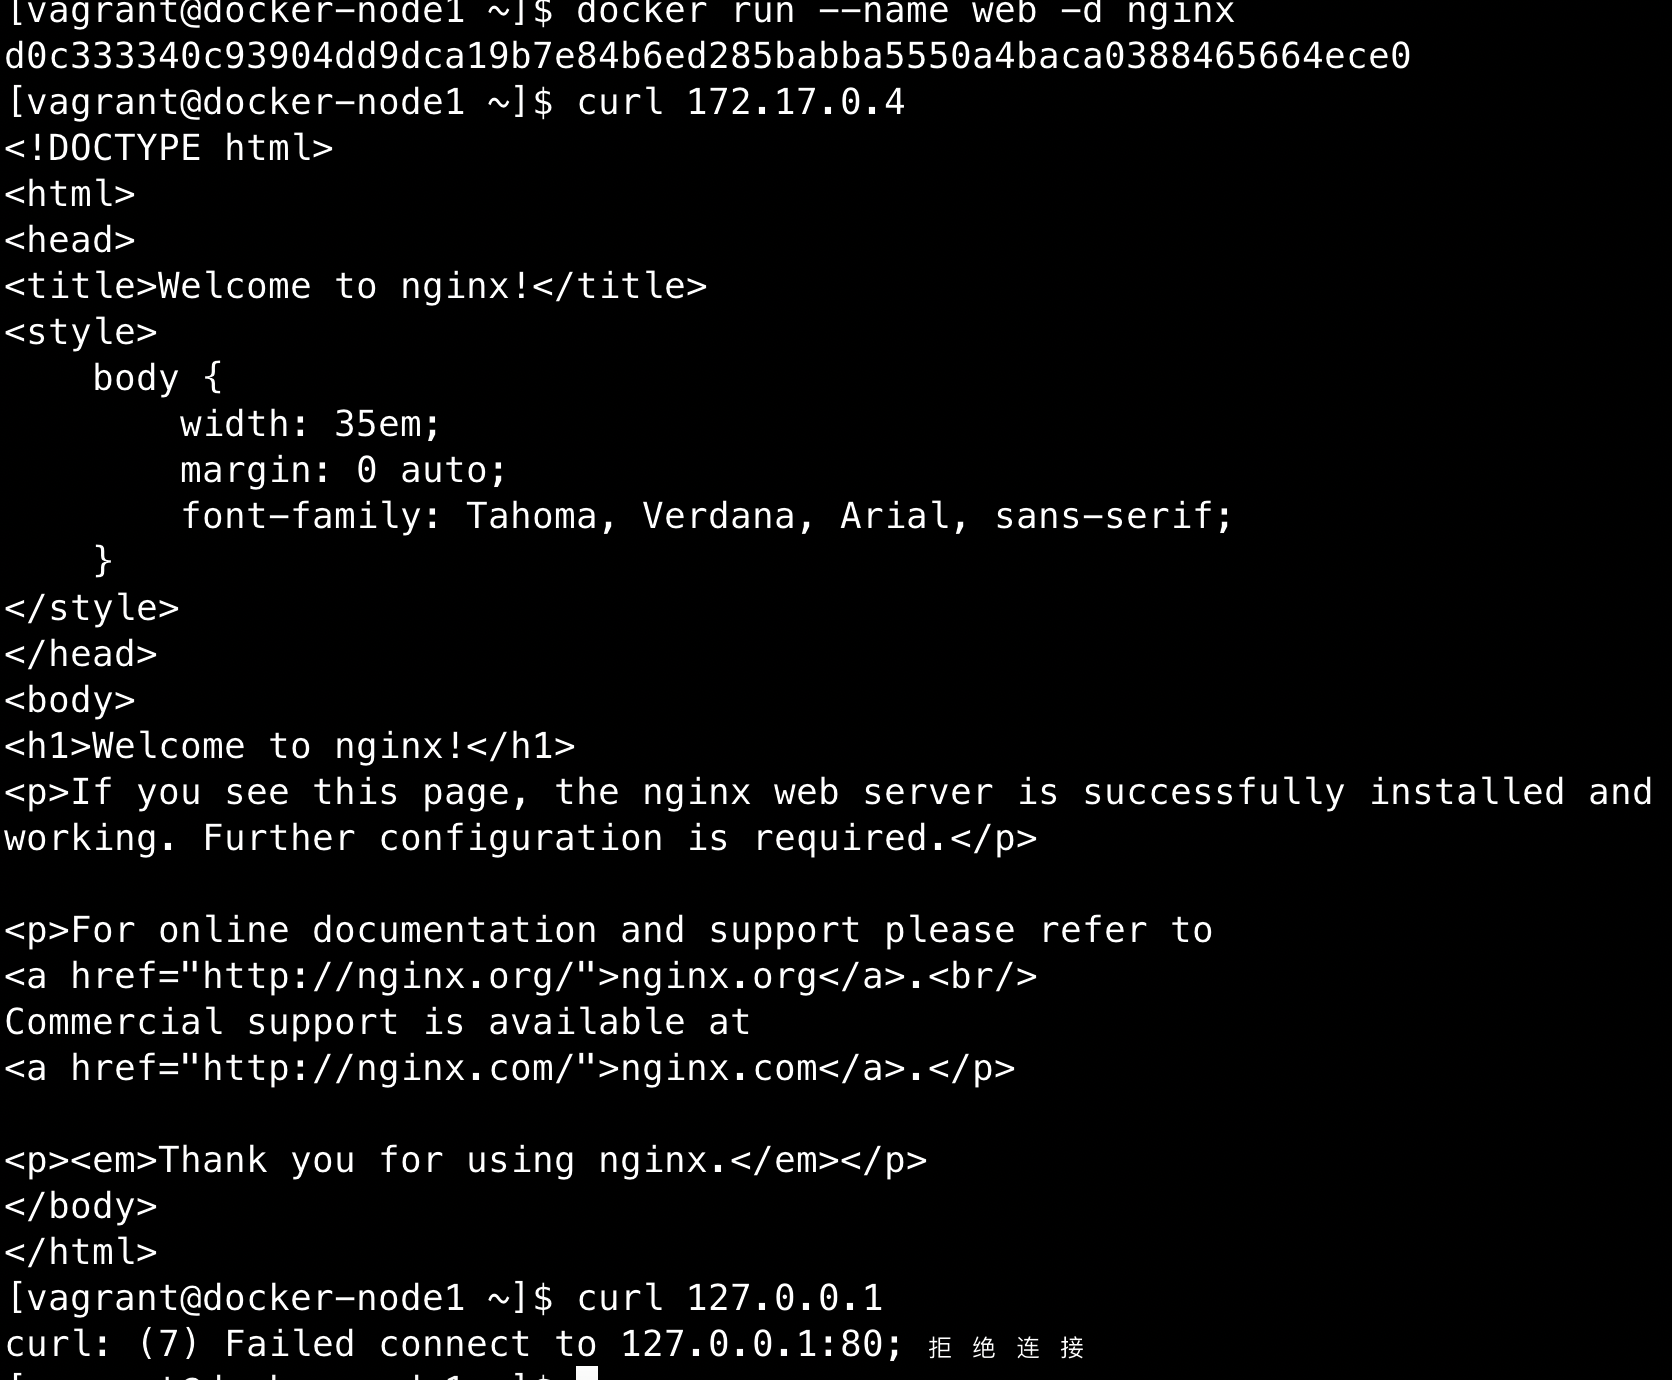 [vagrant@docker-node1 ~]$ docker run --name web -d nginx
d0c333340c93904dd9dca19b7e84b6ed285babba5550a4baca0388465664ece0
[vagrant@docker-node1 ~]$ curl 172.17.0.4
<!DOCTYPE html>
<html>
<head>
<title>Welcome to nginx!</title>
<style>
    body {
        width: 35em;
        margin: 0 auto;
        font-family: Tahoma, Verdana, Arial, sans-serif;
    }
</style>
</head>
<body>
<h1>Welcome to nginx!</h1>
<p>If you see this page, the nginx web server is successfully installed and
working. Further configuration is required.</p>

<p>For online documentation and support please refer to
<a href="http://nginx.org/">nginx.org</a>.<br/>
Commercial support is available at
<a href="http://nginx.com/">nginx.com</a>.</p>

<p><em>Thank you for using nginx.</em></p>
</body>
</html>
[vagrant@docker-node1 ~]$ curl 127.0.0.1
curl: (7) Failed connect to 127.0.0.1:80; 拒绝连接
[vagrant@docker-node1 ~]$